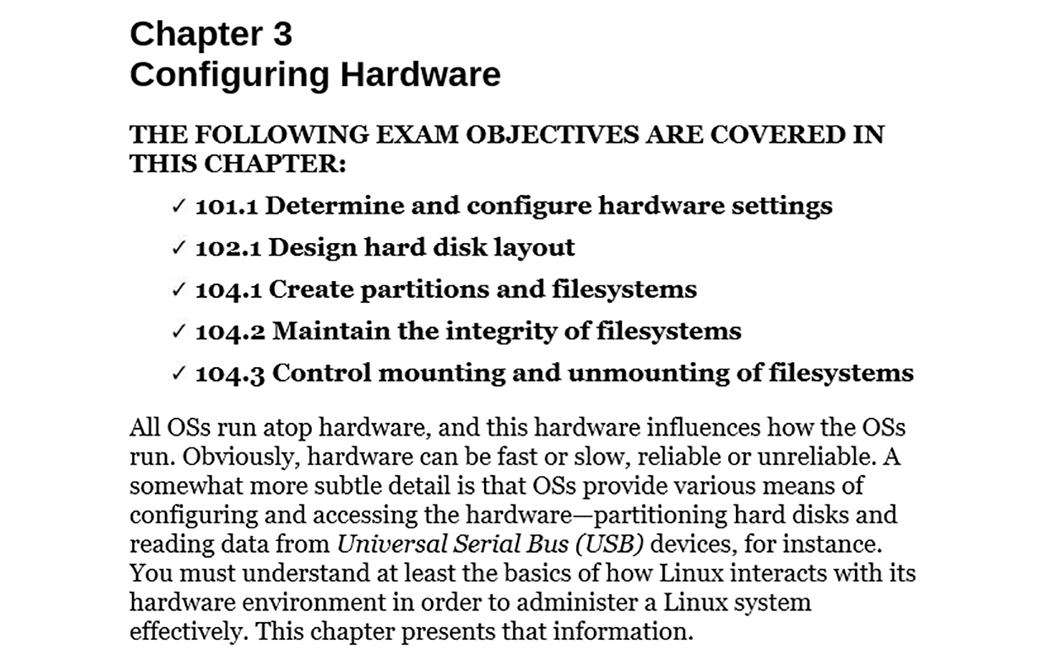 Chapter 3
Configuring Hardware
THE FOLLOWING EXAM OBJECTIVES ARE COVERED IN
THIS CHAPTER:
✓ 101.1 Determine and configure hardware settings
✓ 102.1 Design hard disk layout
✓ 104.1 Create partitions and filesystems
✓ 104.2 Maintain the integrity of filesystems
✓ 104.3 Control mounting and unmounting of filesystems
All OSs run atop hardware, and this hardware influences how the OSs
run. Obviously, hardware can be fast or slow, reliable or unreliable. A
somewhat more subtle detail is that OSs provide various means of
configuring and accessing the hardware—partitioning hard disks and
reading data from Universal Serial Bus (USB) devices, for instance.
You must understand at least the basics of how Linux interacts with its
hardware environment in order to administer a Linux system
effectively. This chapter presents that information.